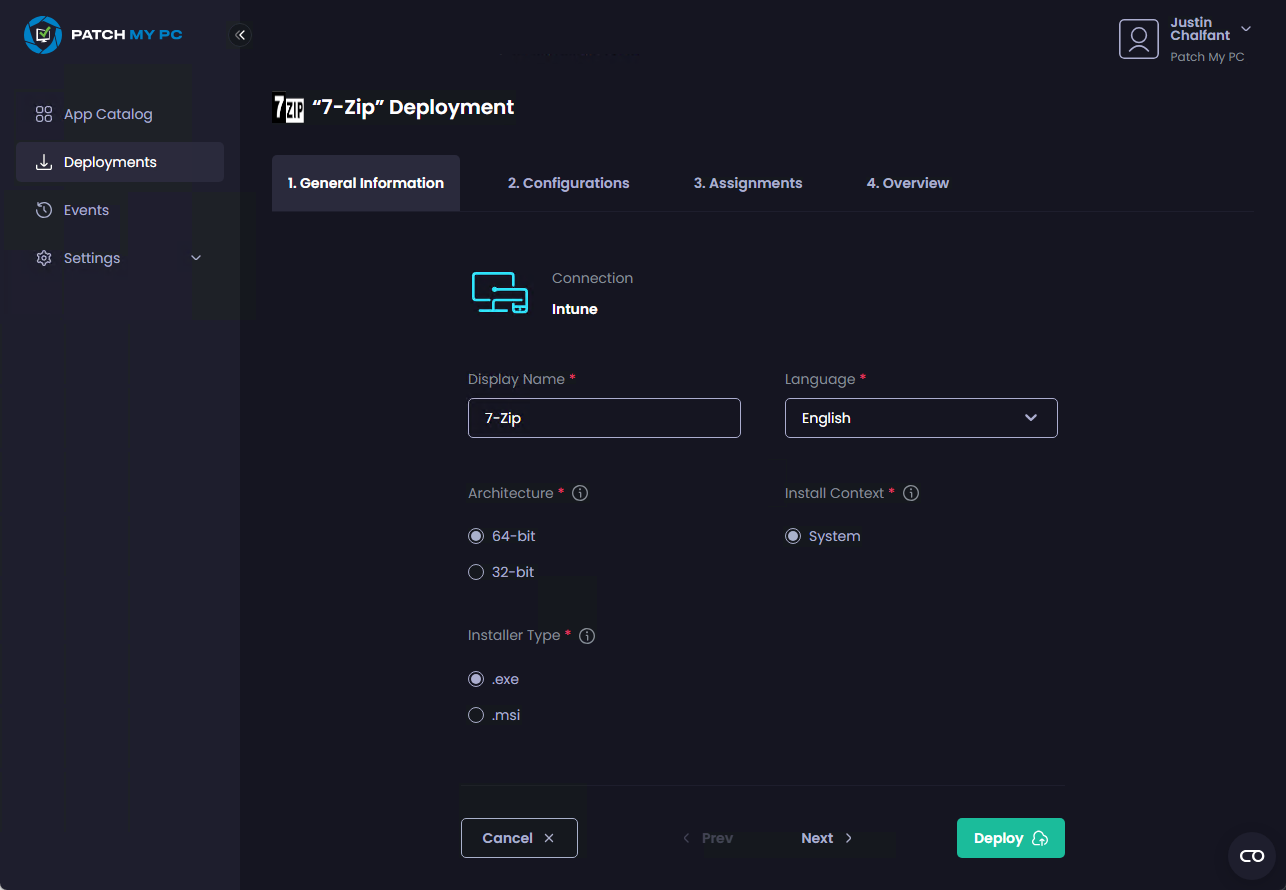 PATCH MY PC
Justin
Chalfant
Patch My PC
App Catalog
Deployments
Events
Settings
7ZIP “7-Zip” Deployment
1. General Information 2. Configurations 3. Assignments 4. Overview
Connection
Intune
Display Name * Language *
7-Zip English
Architecture * Install Context *
64-bit System
32-bit
Installer Type *
.exe
.msi
Cancel Prev Next Deploy